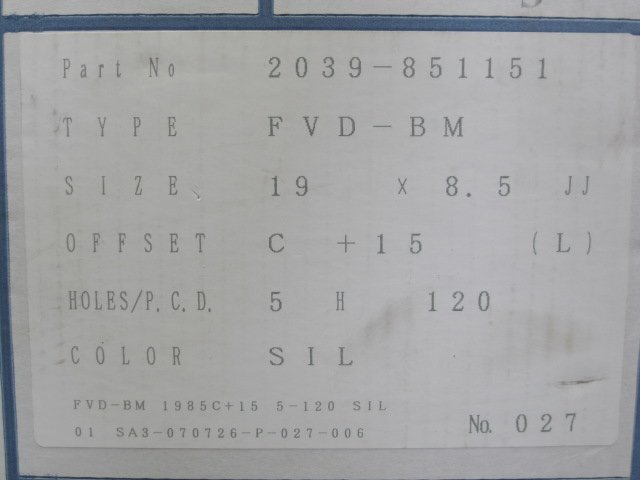 Part No 2039-851151
TYPE FVD-BM
SIZE 19 X 8.5 JJ
OFFSET C +15 (L)
HOLES/P.C.D. 5 H 120
COLOR SIL
FVD-BM 1985C+15 5-120 SIL
01 SA3-070726-P-027-006
No. 027